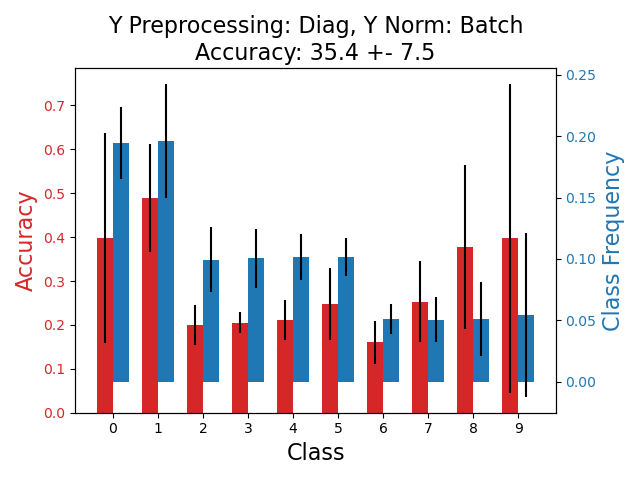 Y Preprocessing: Diag, Y Norm: Batch
Accuracy: 35.4 +- 7.5
Accuracy
0.7
0.6
0.5
0.4
0.3
0.2
0.1
0.0
0.25
0.20
0.15
0.10
0.05
0.00
Class Frequency
0 1 2 3 4 5 6 7 8 9
Class